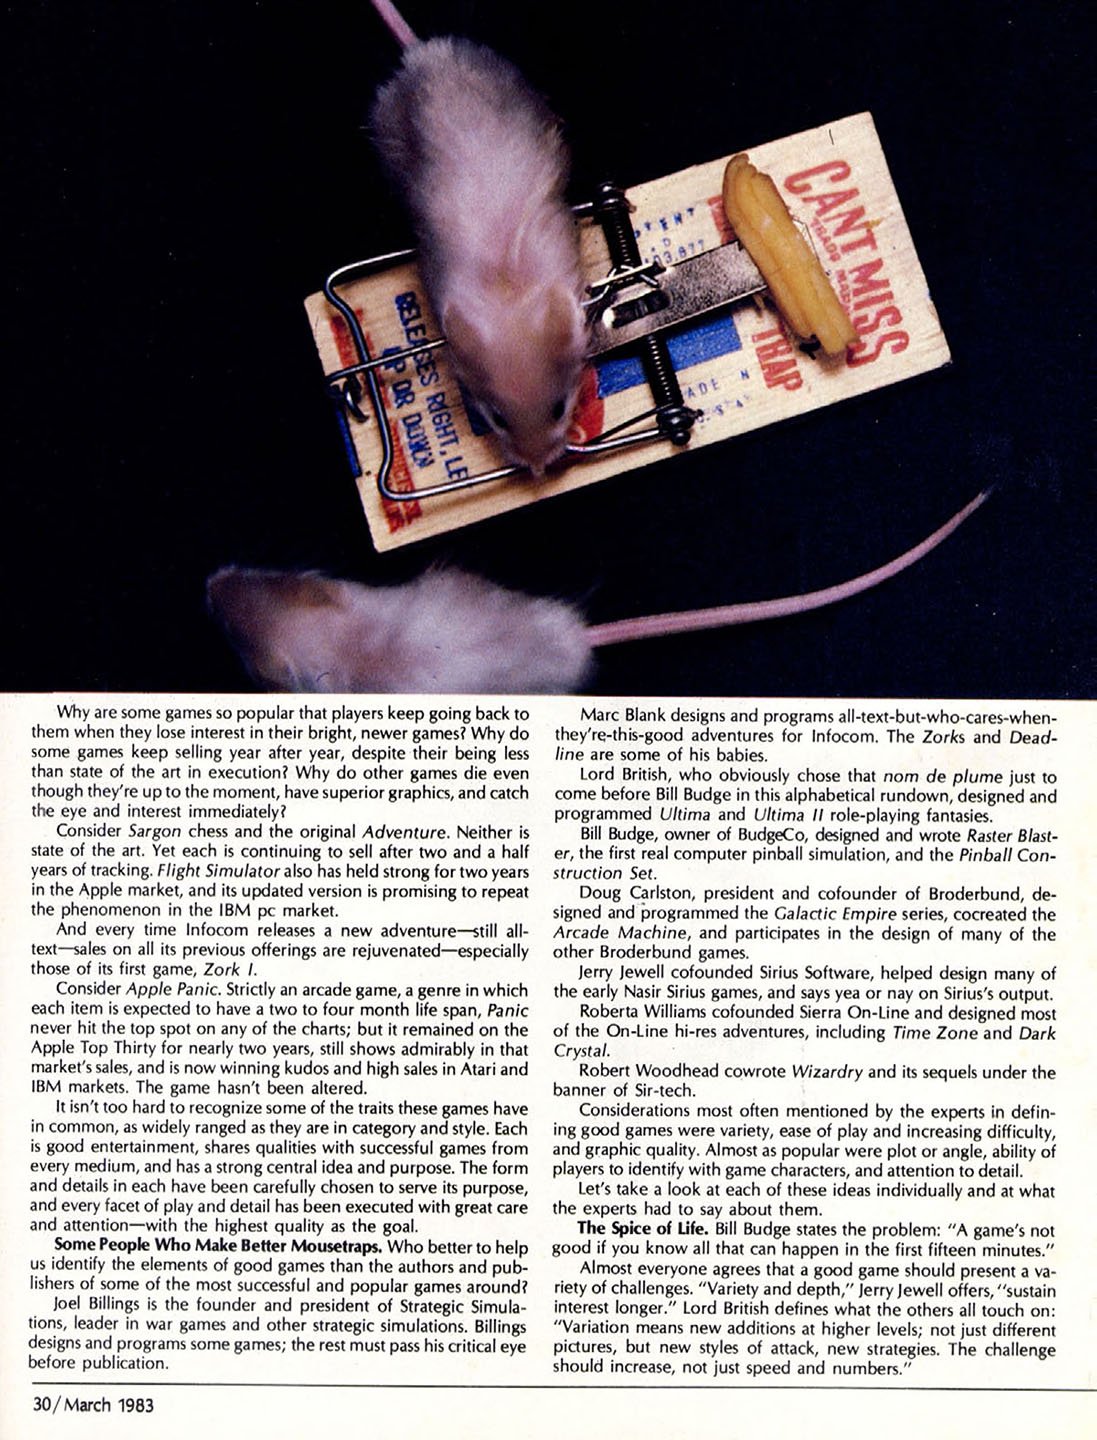 CANT MISS
TRADE MARK
TRAP
ADE N
RELEASES RIGHT, LE
UP OR DOWN
Why are some games so popular that players keep going back to
them when they lose interest in their bright, newer games? Why do
some games keep selling year after year, despite their being less
than state of the art in execution? Why do other games die even
though they're up to the moment, have superior graphics, and catch
the eye and interest immediately?
Consider Sargon chess and the original Adventure. Neither is
state of the art. Yet each is continuing to sell after two and a half
years of tracking. Flight Simulator also has held strong for two years
in the Apple market, and its updated version is promising to repeat
the phenomenon in the IBM pc market.
And every time Infocom releases a new adventure—still all-
text—sales on all its previous offerings are rejuvenated—especially
those of its first game, Zork I.
Consider Apple Panic. Strictly an arcade game, a genre in which
each item is expected to have a two to four month life span, Panic
never hit the top spot on any of the charts; but it remained on the
Apple Top Thirty for nearly two years, still shows admirably in that
market's sales, and is now winning kudos and high sales in Atari and
IBM markets. The game hasn't been altered.
It isn't too hard to recognize some of the traits these games have
in common, as widely ranged as they are in category and style. Each
is good entertainment, shares qualities with successful games from
every medium, and has a strong central idea and purpose. The form
and details in each have been carefully chosen to serve its purpose,
and every facet of play and detail has been executed with great care
and attention—with the highest quality as the goal.
Some People Who Make Better Mousetraps. Who better to help
us identify the elements of good games than the authors and pub-
lishers of some of the most successful and popular games around?
Joel Billings is the founder and president of Strategic Simula-
tions, leader in war games and other strategic simulations. Billings
designs and programs some games; the rest must pass his critical eye
before publication.
Marc Blank designs and programs all-text-but-who-cares-when-
they're-this-good adventures for Infocom. The Zorks and Dead-
line are some of his babies.
Lord British, who obviously chose that nom de plume just to
come before Bill Budge in this alphabetical rundown, designed and
programmed Ultima and Ultima II role-playing fantasies.
Bill Budge, owner of BudgeCo, designed and wrote Raster Blast-
er, the first real computer pinball simulation, and the Pinball Con-
struction Set.
Doug Carlston, president and cofounder of Broderbund, de-
signed and programmed the Galactic Empire series, cocreated the
Arcade Machine, and participates in the design of many of the
other Broderbund games.
Jerry Jewell cofounded Sirius Software, helped design many of
the early Nasir Sirius games, and says yea or nay on Sirius's output.
Roberta Williams cofounded Sierra On-Line and designed most
of the On-Line hi-res adventures, including Time Zone and Dark
Crystal.
Robert Woodhead cowrote Wizardry and its sequels under the
banner of Sir-tech.
Considerations most often mentioned by the experts in defin-
ing good games were variety, ease of play and increasing difficulty,
and graphic quality. Almost as popular were plot or angle, ability of
players to identify with game characters, and attention to detail.
Let's take a look at each of these ideas individually and at what
the experts had to say about them.
The Spice of Life. Bill Budge states the problem: "A game's not
good if you know all that can happen in the first fifteen minutes."
Almost everyone agrees that a good game should present a va-
riety of challenges. "Variety and depth," Jerry Jewell offers, "sustain
interest longer." Lord British defines what the others all touch on:
"Variation means new additions at higher levels; not just different
pictures, but new styles of attack, new strategies. The challenge
should increase, not just speed and numbers."
30/March 1983